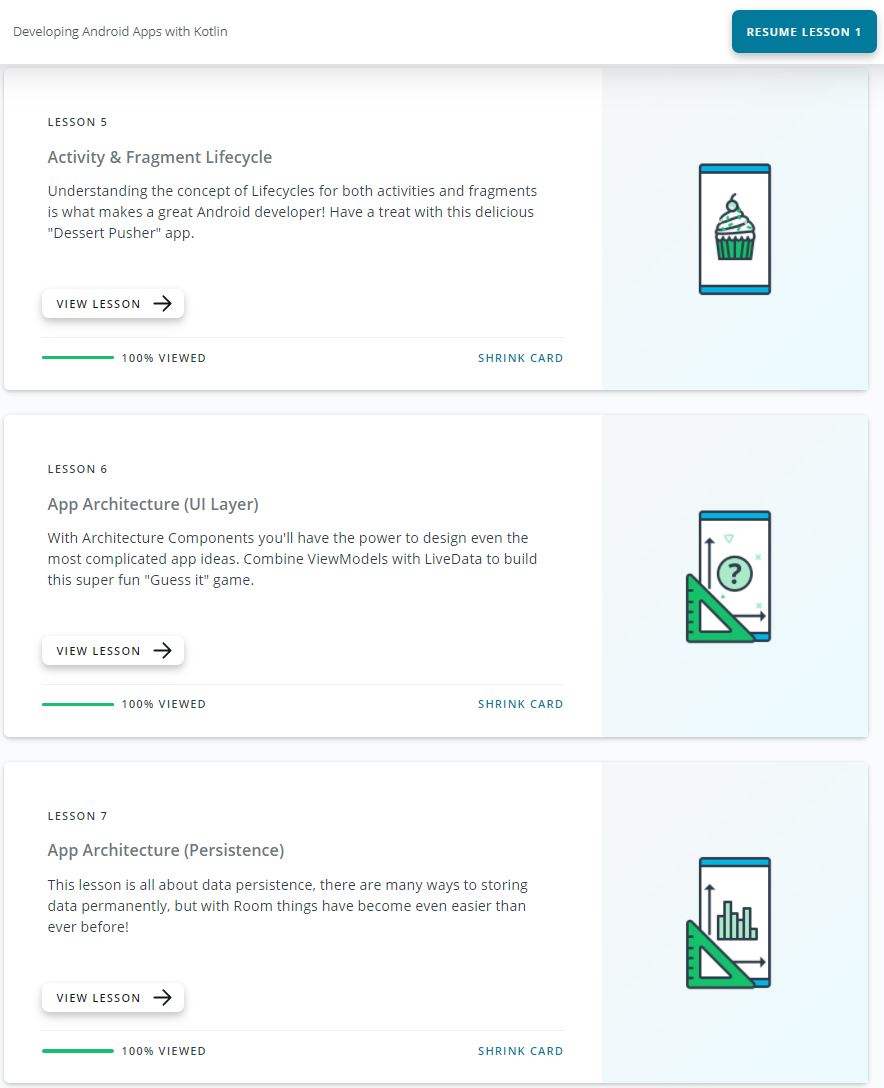 Developing Android Apps with Kotlin
RESUME LESSON 1
LESSON 5
Activity & Fragment Lifecycle
Understanding the concept of Lifecycles for both activities and fragments
is what makes a great Android developer! Have a treat with this delicious
"Dessert Pusher" app.
VIEW LESSON
100% VIEWED
SHRINK CARD
LESSON 6
App Architecture (UI Layer)
With Architecture Components you'll have the power to design even the
most complicated app ideas. Combine ViewModels with LiveData to build
this super fun "Guess it" game.
?
VIEW LESSON
100% VIEWED
SHRINK CARD
LESSON 7
App Architecture (Persistence)
This lesson is all about data persistence, there are many ways to storing
data permanently, but with Room things have become even easier than
ever before!
VIEW LESSON
100% VIEWED
SHRINK CARD